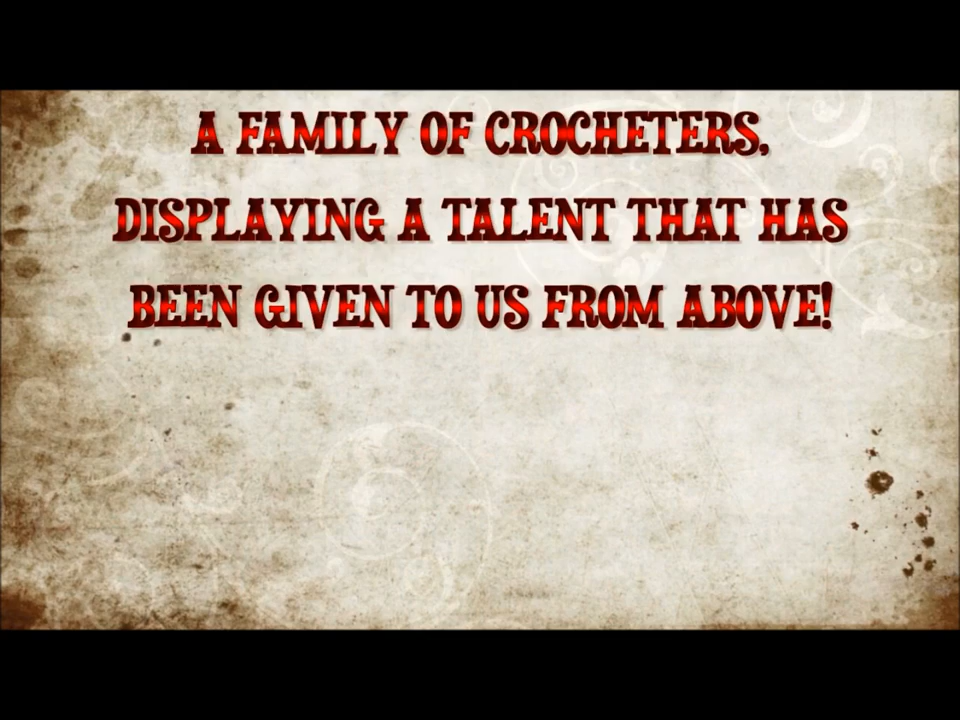 A FAMILY OF CROCHETERS,
DISPLAYING A TALENT THAT HAS
BEEN GIVEN TO US FROM ABOVE!